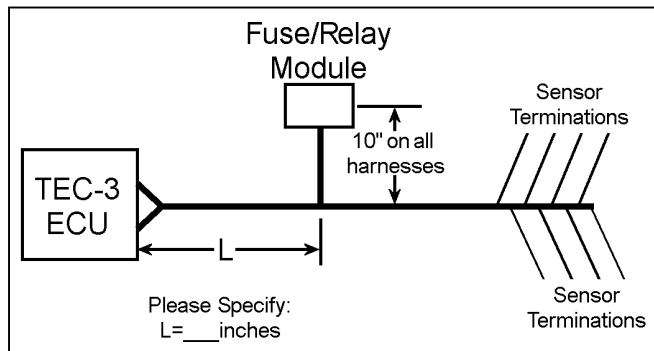 Fuse/Relay
Module
Sensor
Terminations
10" on all
harnesses
TEC-3
ECU
L
Please Specify:
L=___inches
Sensor
Terminations